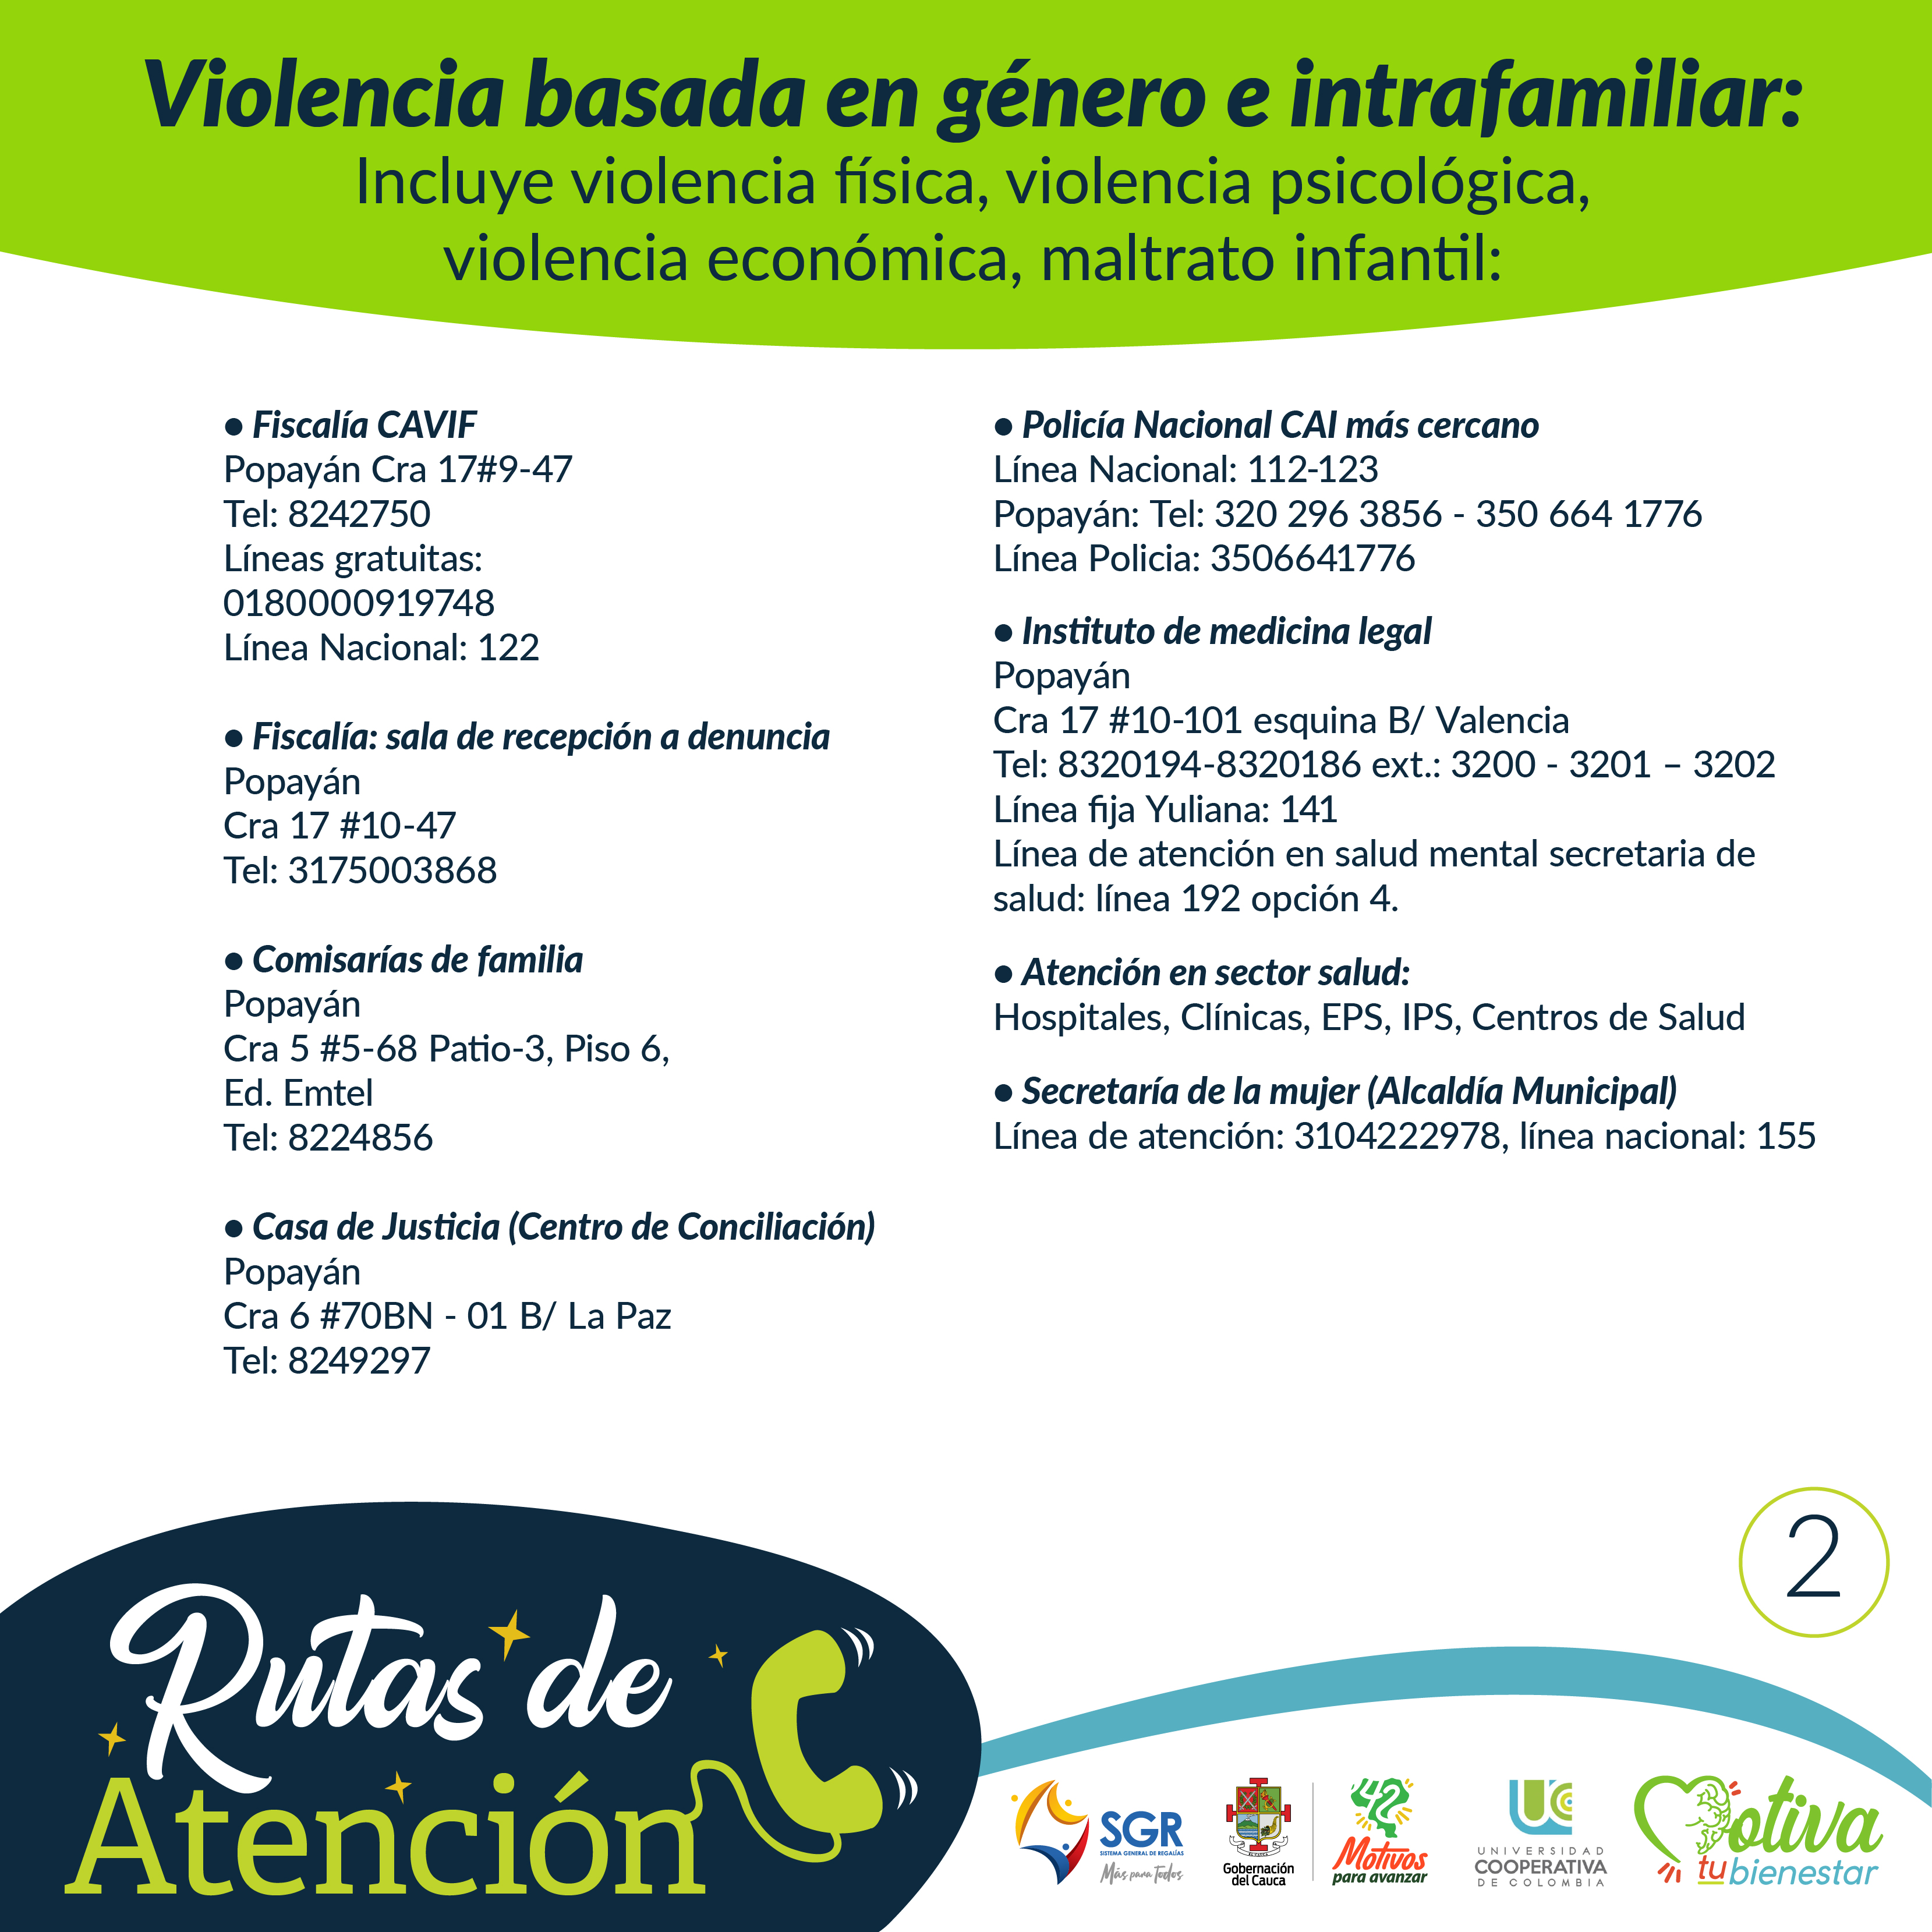 Violencia basada en género e intrafamiliar:
Incluye violencia física, violencia psicológica,
violencia económica, maltrato infantil:
● Fiscalía CAVIF
Popayán Cra 17#9-47
Tel: 8242750
Líneas gratuitas:
0180000919748
Línea Nacional: 122
● Fiscalía: sala de recepción a denuncia
Popayán
Cra 17 #10-47
Tel: 3175003868
● Comisarías de familia
Popayán
Cra 5 #5-68 Patio-3, Piso 6,
Ed. Emtel
Tel: 8224856
● Casa de Justicia (Centro de Conciliación)
Popayán
Cra 6 #70BN - 01 B/ La Paz
Tel: 8249297
● Policía Nacional CAI más cercano
Línea Nacional: 112-123
Popayán: Tel: 320 296 3856 - 350 664 1776
Línea Policia: 3506641776
● Instituto de medicina legal
Popayán
Cra 17 #10-101 esquina B/ Valencia
Tel: 8320194-8320186 ext.: 3200 - 3201 – 3202
Línea fija Yuliana: 141
Línea de atención en salud mental secretaria de
salud: línea 192 opción 4.
● Atención en sector salud:
Hospitales, Clínicas, EPS, IPS, Centros de Salud
● Secretaría de la mujer (Alcaldía Municipal)
Línea de atención: 3104222978, línea nacional: 155
2
Rutas de
Atención
SGR
SISTEMA GENERAL DE REGALÍAS
Más para Todos
Gobernación
del Cauca
42
Motivos
para avanzar
UNIVERSIDAD
COOPERATIVA
DE COLOMBIA
Motiva
tu bienestar